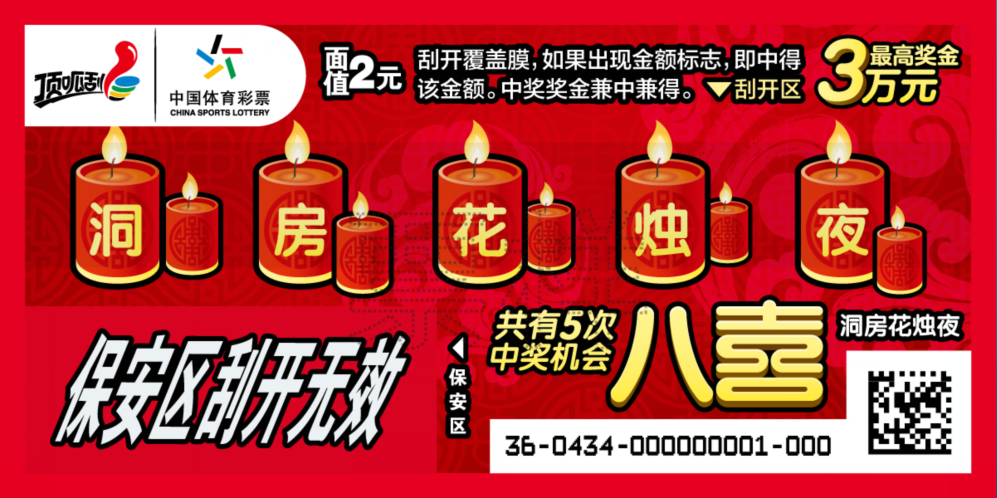 顶呱刮
中国体育彩票
CHINA SPORTS LOTTERY
面值2元
刮开覆盖膜，如果出现金额标志，即中得
该金额。中奖奖金兼中兼得。▼刮开区
最高奖金
3万元
洞 房 花 烛 夜
保安区刮开无效
◀保安区
共有5次
中奖机会
八喜
洞房花烛夜
36-0434-000000001-000